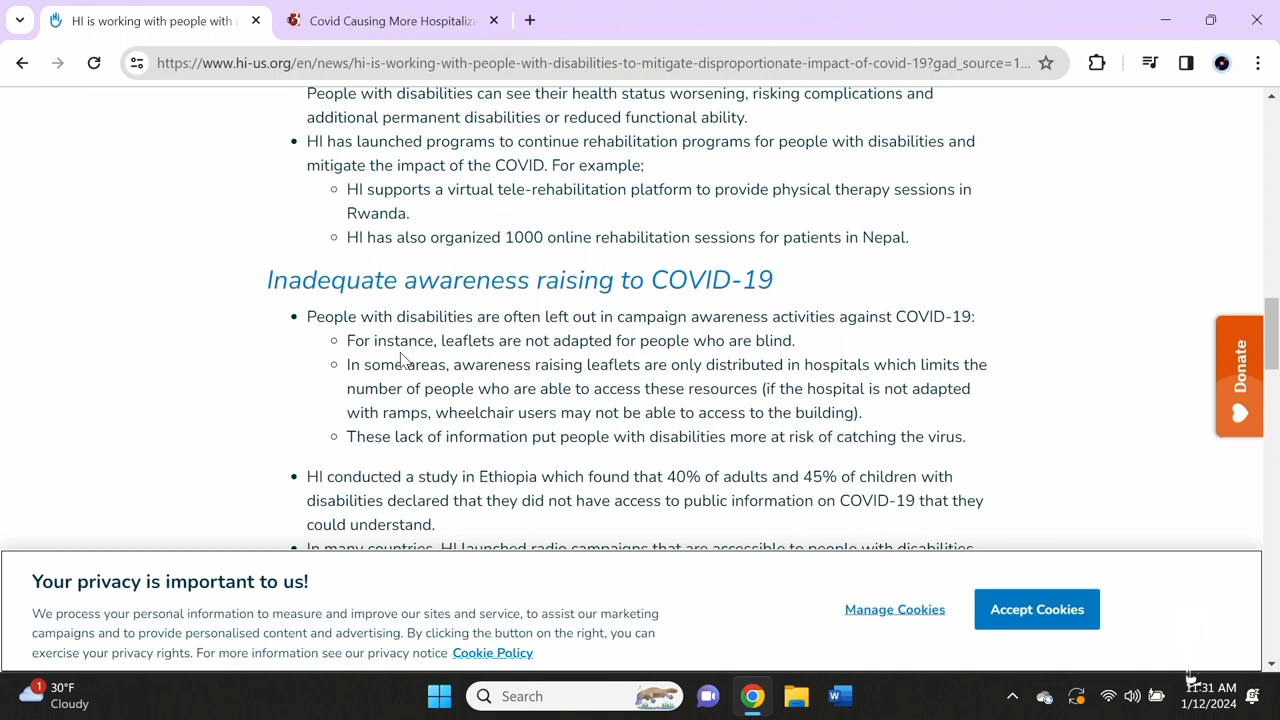 HI is working with people with
Covid Causing More Hospitaliz
https://www.hi-us.org/en/news/hi-is-working-with-people-with-disabilities-to-mitigate-disproportionate-impact-of-covid-19?gad_source=1...
People with disabilities can see their health status worsening, risking complications and
additional permanent disabilities or reduced functional ability.
HI has launched programs to continue rehabilitation programs for people with disabilities and
mitigate the impact of the COVID. For example;
HI supports a virtual tele-rehabilitation platform to provide physical therapy sessions in
Rwanda.
HI has also organized 1000 online rehabilitation sessions for patients in Nepal.
Inadequate awareness raising to COVID-19
People with disabilities are often left out in campaign awareness activities against COVID-19:
For instance, leaflets are not adapted for people who are blind.
In some areas, awareness raising leaflets are only distributed in hospitals which limits the
number of people who are able to access these resources (if the hospital is not adapted
with ramps, wheelchair users may not be able to access to the building).
These lack of information put people with disabilities more at risk of catching the virus.
HI conducted a study in Ethiopia which found that 40% of adults and 45% of children with
disabilities declared that they did not have access to public information on COVID-19 that they
could understand.
In many countries, HI launched radio campaigns that are accessible to people with disabilities
Donate
Your privacy is important to us!
We process your personal information to measure and improve our sites and service, to assist our marketing
campaigns and to provide personalised content and advertising. By clicking the button on the right, you can
exercise your privacy rights. For more information see our privacy notice Cookie Policy
Manage Cookies
Accept Cookies
1
30°F
Cloudy
Search
11:31 AM
1/12/2024